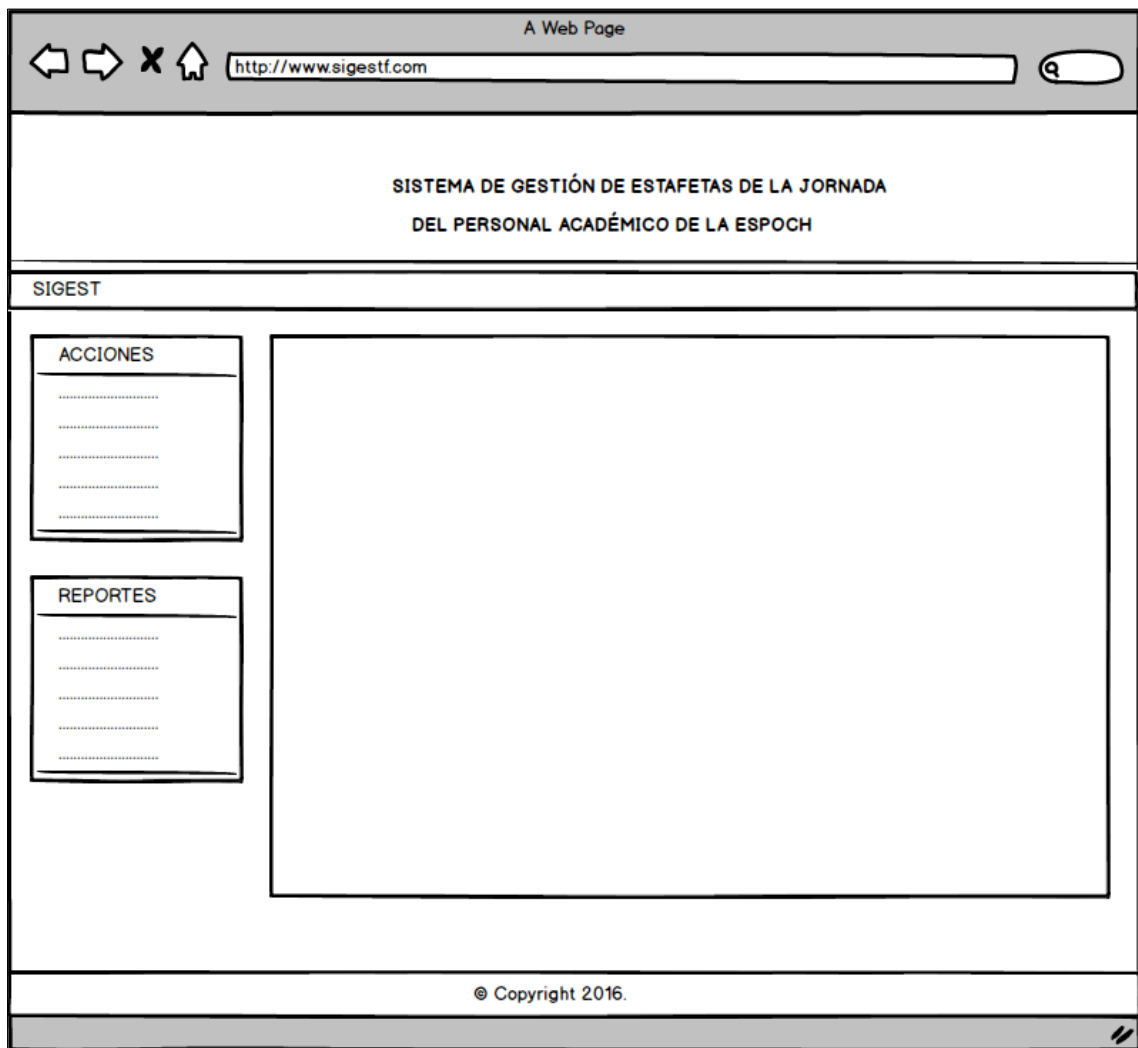 A Web Page
http://www.sigestf.com
SISTEMA DE GESTIÓN DE ESTAFETAS DE LA JORNADA
DEL PERSONAL ACADÉMICO DE LA ESPOCH
SIGEST
ACCIONES
............................
............................
............................
............................
............................
REPORTES
............................
............................
............................
............................
............................
© Copyright 2016.